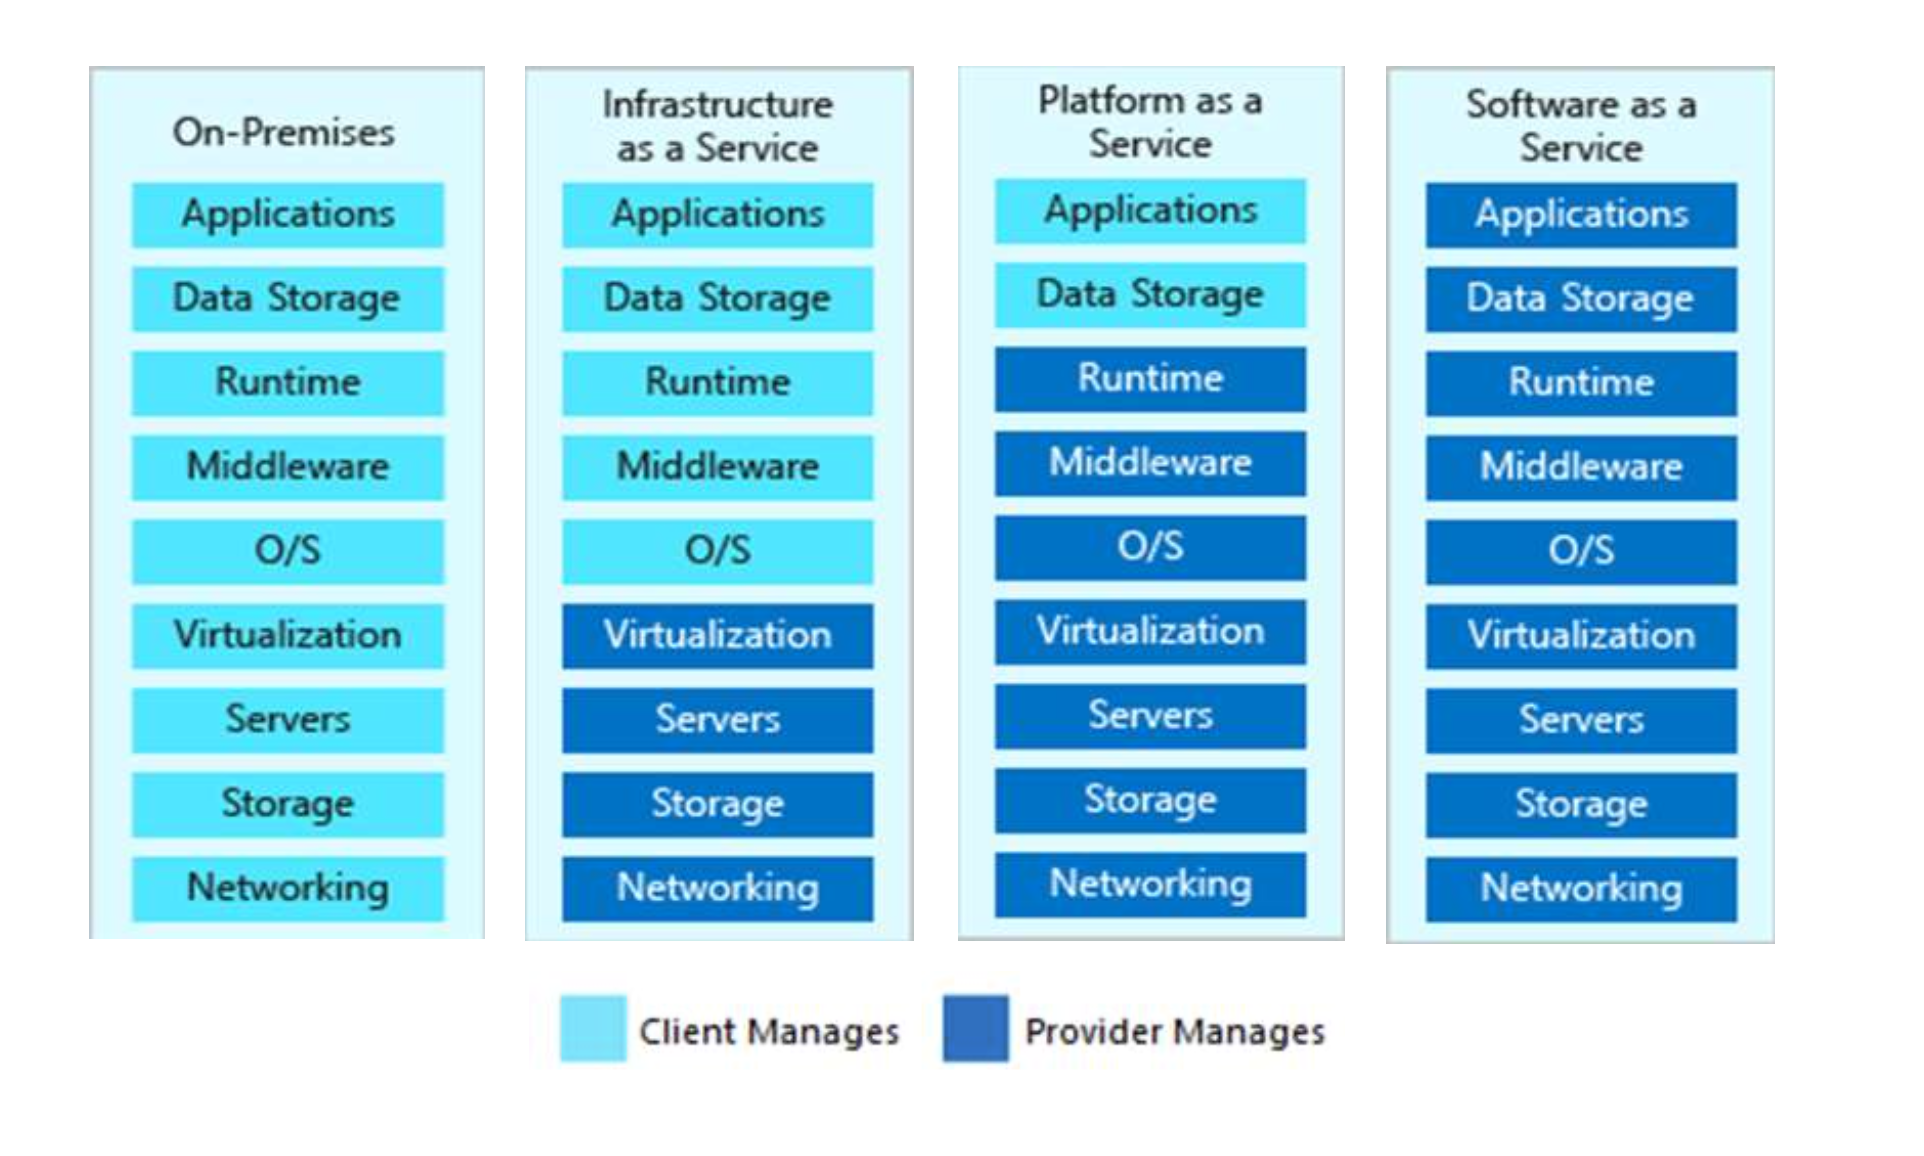 On-Premises
Applications
Data Storage
Runtime
Middleware
O/S
Virtualization
Servers
Storage
Networking
Infrastructure
as a Service
Applications
Data Storage
Runtime
Middleware
O/S
Virtualization
Servers
Storage
Networking
Platform as a
Service
Applications
Data Storage
Runtime
Middleware
O/S
Virtualization
Servers
Storage
Networking
Software as a
Service
Applications
Data Storage
Runtime
Middleware
O/S
Virtualization
Servers
Storage
Networking
Client Manages
Provider Manages